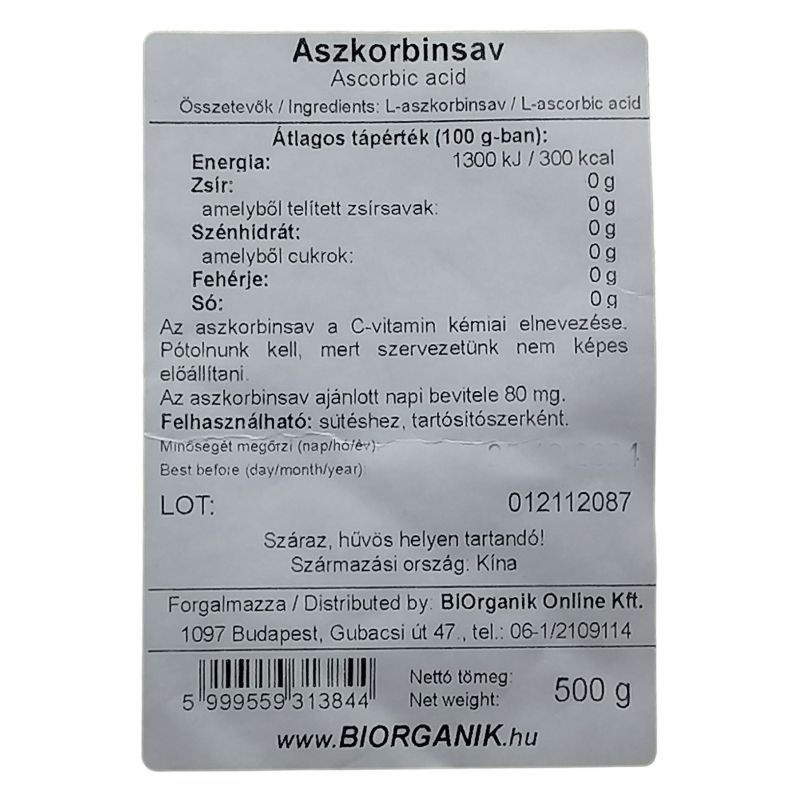 Aszkorbinsav
Ascorbic acid
Összetevők / Ingredients: L-aszkorbinsav / L-ascorbic acid
Átlagos tápérték (100 g-ban):
Energia: 1300 kJ / 300 kcal
Zsír: 0 g
amelyből telített zsírsavak: 0 g
Szénhidrát: 0 g
amelyből cukrok: 0 g
Fehérje: 0 g
Só: 0 g
Az aszkorbinsav a C-vitamin kémiai elnevezése.
Pótolnunk kell, mert szervezetünk nem képes
előállítani.
Az aszkorbinsav ajánlott napi bevitele 80 mg.
Felhasználható: sütéshez, tartósítószerként.
Minőségét megőrzi (nap/hó/év):
Best before (day/month/year):
LOT: 012112087
Száraz, hűvös helyen tartandó!
Származási ország: Kína
Forgalmazza / Distributed by: BiOrganik Online Kft.
1097 Budapest, Gubacsi út 47., tel.: 06-1/2109114
5 999559 313844
Nettó tömeg:
Net weight: 500 g
www.BIORGANIK.hu